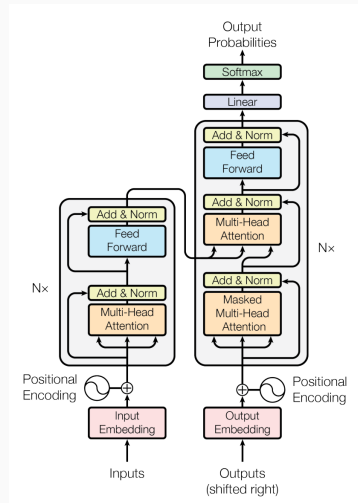 Output
Probabilities
Softmax
Linear
Add & Norm
Feed
Forward
Add & Norm
Multi-Head
Attention
Add & Norm
Masked
Multi-Head
Attention
N×
Add & Norm
Feed
Forward
Add & Norm
Multi-Head
Attention
N×
Positional
Encoding
Positional
Encoding
Input
Embedding
Output
Embedding
Inputs
Outputs
(shifted right)